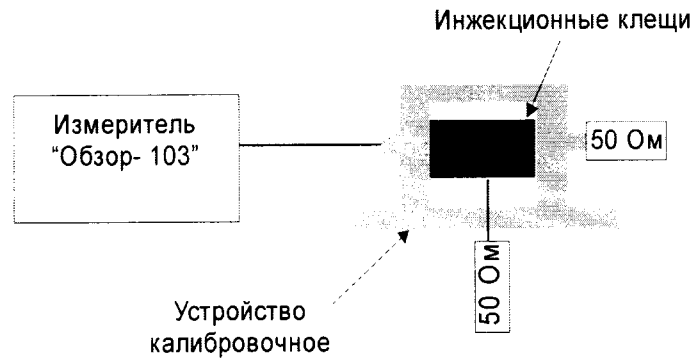 Инжекционные клещи
Измеритель
“Обзор- 103”
50 Ом
50 Ом
Устройство
калибровочное